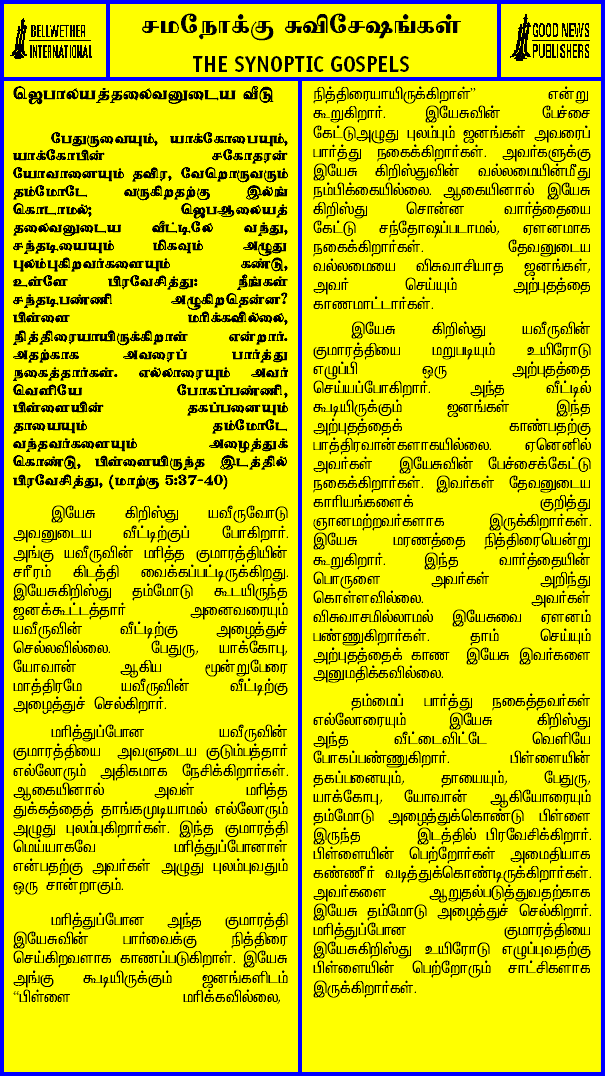 BELLWETHER
INTERNATIONAL
சமநோக்கு சுவிசேஷங்கள்
THE SYNOPTIC GOSPELS
GOOD NEWS
PUBLISHERS
ஜெபாலயத்தலைவனுடைய வீடு
பேதுருவையும், யாக்கோபையும்,
யாக்கோபின் சகோதரன்
யோவானையும் தவிர, வேறொருவரும்
தம்மோடே வருகிறதற்கு இல்ங்
கொடாமல்; ஜெபஆலையத்
தலைவனுடைய வீட்டிலே வந்து,
சந்தடியையும் மிகவும் அழுது
புலம்புகிறவர்களையும் கண்டு,
உள்ளே பிரவேசித்து: நீங்கள்
சந்தடிபண்ணி அழுகிறதென்ன?
பிள்ளை மரிக்கவில்லை,
நித்திரையாயிருக்கிறாள் என்றார்.
அதற்காக அவரைப் பார்த்து
நகைத்தார்கள். எல்லாரையும் அவர்
வெளியே போகப்பண்ணி,
பிள்ளையின் தகப்பனையும்
தாயையும் தம்மோடே
வந்தவர்களையும் அழைத்துக்
கொண்டு, பிள்ளையிருந்த இடத்தில்
பிரவேசித்து, (மாற்கு 5:37-40)
இயேசு கிறிஸ்து யவீருவோடு
அவனுடைய வீட்டிற்குப் போகிறார்.
அங்கு யவீருவின் மரித்த குமாரத்தியின்
சரீரம் கிடத்தி வைக்கப்பட்டிருக்கிறது.
இயேசுகிறிஸ்து தம்மோடு கூடயிருந்த
ஜனக்கூட்டத்தார் அனைவரையும்
யவீருவின் வீட்டிற்கு அழைத்துச்
செல்லவில்லை. பேதுரு, யாக்கோபு,
யோவான் ஆகிய மூன்றுபேரை
மாத்திரமே யவீருவின் வீட்டிற்கு
அழைத்துச் செல்கிறார்.
மரித்துப்போன யவீருவின்
குமாரத்தியை அவளுடைய குடும்பத்தார்
எல்லோரும் அதிகமாக நேசிக்கிறார்கள்.
ஆகையினால் அவள் மரித்த
துக்கத்தைத் தாங்கமுடியாமல் எல்லோரும்
அழுது புலம்புகிறார்கள். இந்த குமாரத்தி
மெய்யாகவே மரித்துப்போனாள்
என்பதற்கு அவர்கள் அழுது புலம்புவதும்
ஒரு சான்றாகும்.
மரித்துப்போன அந்த குமாரத்தி
இயேசுவின் பார்வைக்கு நித்திரை
செய்கிறவளாக காணப்படுகிறாள். இயேசு
அங்கு கூடியிருக்கும் ஜனங்களிடம்
“பிள்ளை மரிக்கவில்லை,
நித்திரையாயிருக்கிறாள்” என்று
கூறுகிறார். இயேசுவின் பேச்சை
கேட்டுஅழுது புலம்பும் ஜனங்கள் அவரைப்
பார்த்து நகைக்கிறார்கள். அவர்களுக்கு
இயேசு கிறிஸ்துவின் வல்லமையின்மீது
நம்பிக்கையில்லை. ஆகையினால் இயேசு
கிறிஸ்து சொன்ன வார்த்தையை
கேட்டு சந்தோஷப்படாமல், ஏளனமாக
நகைக்கிறார்கள். தேவனுடைய
வல்லமையை விசுவாசியாத ஜனங்கள்,
அவர் செய்யும் அற்புதத்தை
காணமாட்டார்கள்.
இயேசு கிறிஸ்து யவீருவின்
குமாரத்தியை மறுபடியும் உயிரோடு
எழுப்பி ஒரு அற்புதத்தை
செய்யப்போகிறார். அந்த வீட்டில்
கூடியிருக்கும் ஜனங்கள் இந்த
அற்புதத்தைக் காண்பதற்கு
பாத்திரவான்களாகயில்லை. ஏனெனில்
அவர்கள் இயேசுவின் பேச்சைக்கேட்டு
நகைக்கிறார்கள். இவர்கள் தேவனுடைய
காரியங்களைக் குறித்து
ஞானமற்றவர்களாக இருக்கிறார்கள்.
இயேசு மரணத்தை நித்திரையென்று
கூறுகிறார். இந்த வார்த்தையின்
பொருளை அவர்கள் அறிந்து
கொள்ளவில்லை. அவர்கள்
விசுவாசமில்லாமல் இயேசுவை ஏளனம்
பண்ணுகிறார்கள். தாம் செய்யும்
அற்புதத்தைக் காண இயேசு இவர்களை
அனுமதிக்கவில்லை.
தம்மைப் பார்த்து நகைத்தவர்கள்
எல்லோரையும் இயேசு கிறிஸ்து
அந்த வீட்டைவிட்டே வெளியே
போகப்பண்ணுகிறார். பிள்ளையின்
தகப்பனையும், தாயையும், பேதுரு,
யாக்கோபு, யோவான் ஆகியோரையும்
தம்மோடு அழைத்துக்கொண்டு பிள்ளை
இருந்த இடத்தில் பிரவேசிக்கிறார்.
பிள்ளையின் பெற்றோர்கள் அமைதியாக
கண்ணீர் வடித்துக்கொண்டிருக்கிறார்கள்.
அவர்களை ஆறுதல்படுத்துவதற்காக
இயேசு தம்மோடு அழைத்துச் செல்கிறார்.
மரித்துப்போன குமாரத்தியை
இயேசுகிறிஸ்து உயிரோடு எழுப்புவதற்கு
பிள்ளையின் பெற்றோரும் சாட்சிகளாக
இருக்கிறார்கள்.